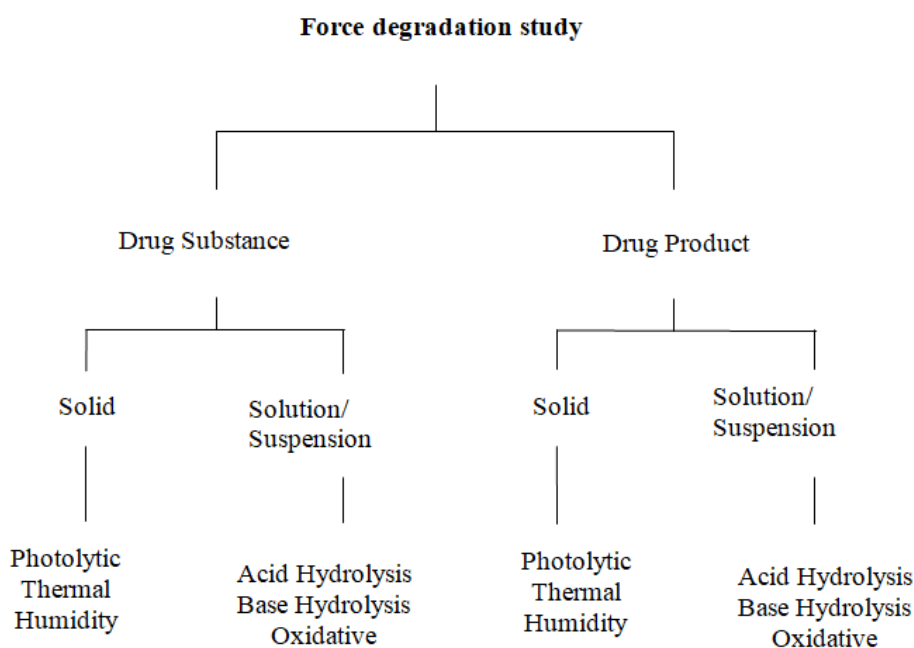 Force degradation study
Drug Substance
Drug Product
Solid
Solution/
Suspension
Solid
Solution/
Suspension
Photolytic
Thermal
Humidity
Acid Hydrolysis
Base Hydrolysis
Oxidative
Photolytic
Thermal
Humidity
Acid Hydrolysis
Base Hydrolysis
Oxidative